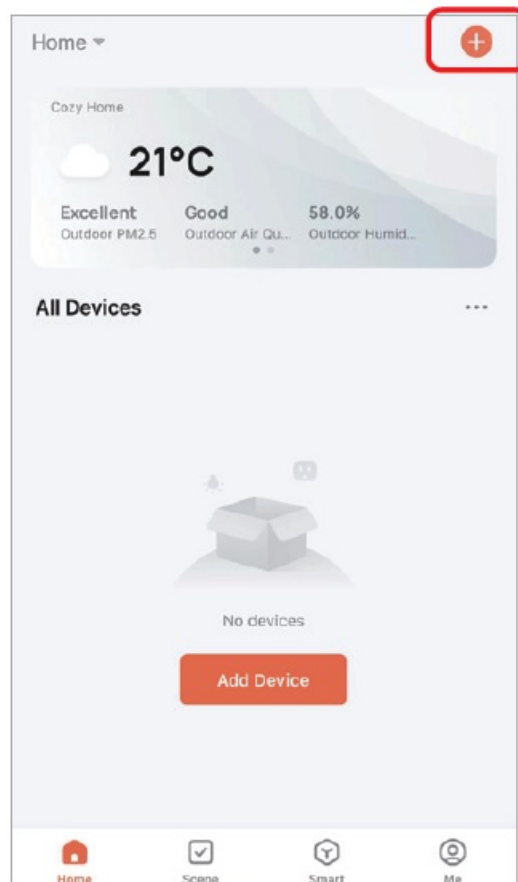 Home
Cozy Home
21°C
Excellent Good 58.0%
Outdoor PM2.5 Outdoor Air Qu... Outdoor Humid...
All Devices
No devices
Add Device
Home Scene Smart Me